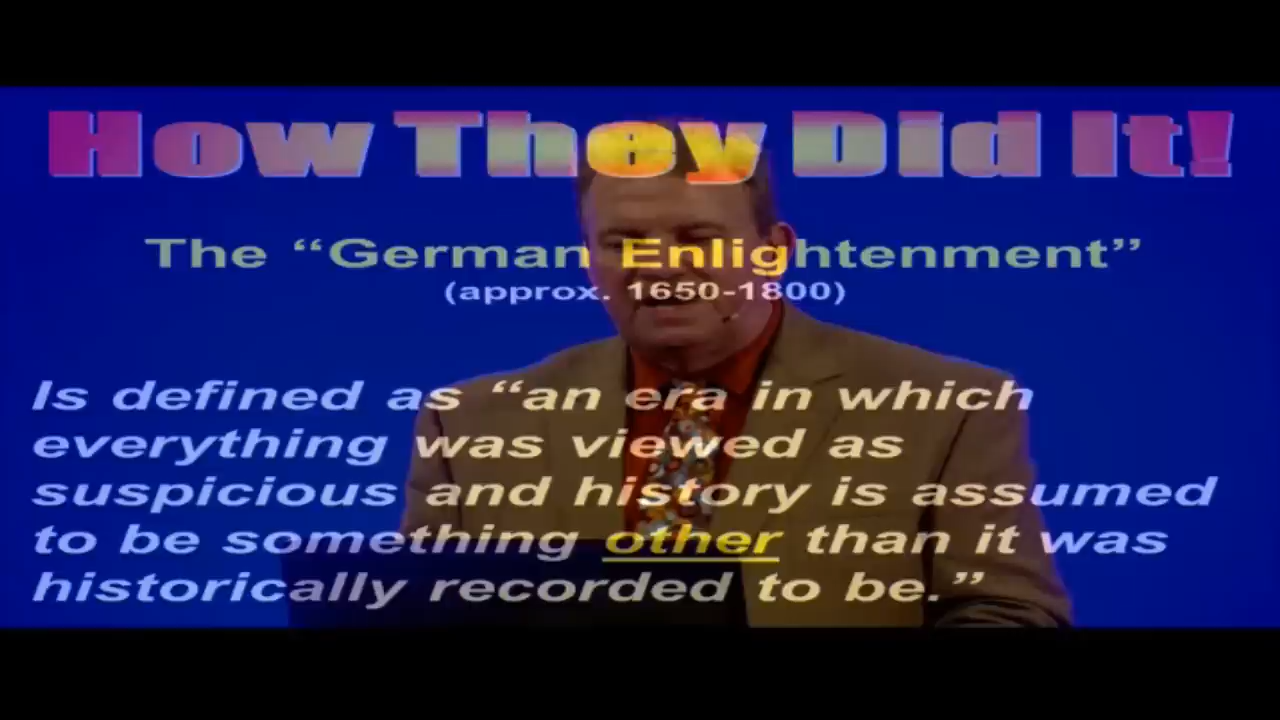 How They Did It!
The “German Enlightenment”
(approx. 1650-1800)
Is defined as “an era in which
everything was viewed as
suspicious and history is assumed
to be something other than it was
historically recorded to be.”